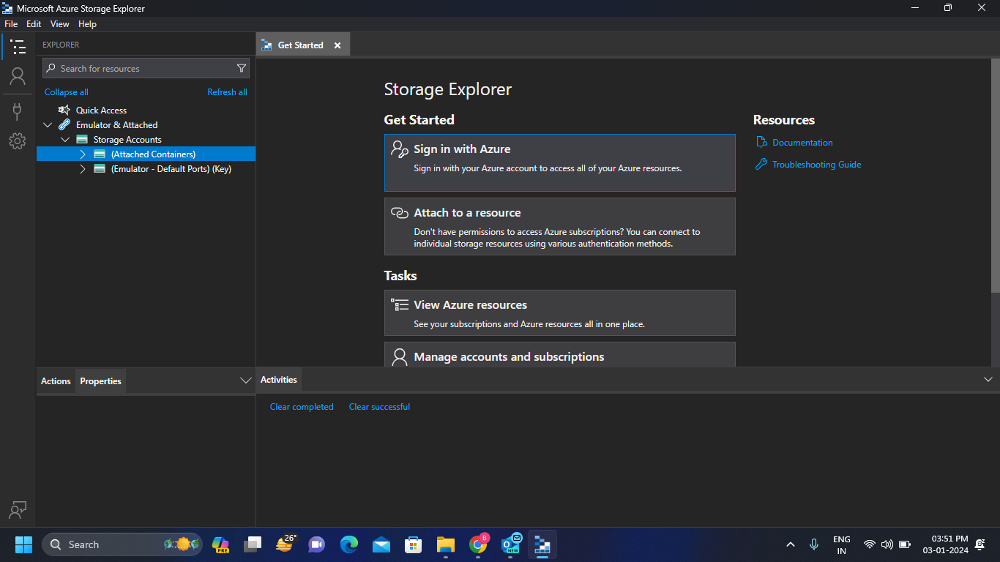 Microsoft Azure Storage Explorer
File Edit View Help
EXPLORER
Search for resources
Collapse all Refresh all
Quick Access
Emulator & Attached
Storage Accounts
(Attached Containers)
(Emulator - Default Ports) (Key)
Actions Properties
Get Started
Storage Explorer
Get Started
Sign in with Azure
Sign in with your Azure account to access all of your Azure resources.
Attach to a resource
Don't have permissions to access Azure subscriptions? You can connect to
individual storage resources using various authentication methods.
Tasks
View Azure resources
See your subscriptions and Azure resources all in one place.
Manage accounts and subscriptions
Resources
Documentation
Troubleshooting Guide
Activities
Clear completed Clear successful
Search
PRE
26°
B
NEW
ENG
IN
03:51 PM
03-01-2024